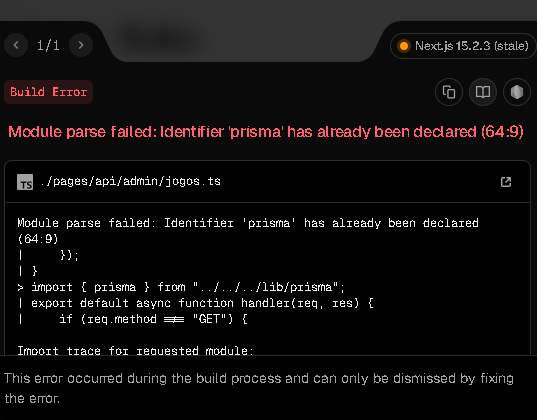 1/1
Next.js 15.2.3 (stale)
Build Error
Module parse failed: Identifier 'prisma' has already been declared (64:9)
TS ./pages/api/admin/jogos.ts
Module parse failed: Identifier 'prisma' has already been declared
(64:9)
|     });
| }
> import { prisma } from "../../../lib/prisma";
| export default async function handler(req, res) {
|     if (req.method !== "GET") {
Import trace for requested module:
This error occurred during the build process and can only be dismissed by fixing
the error.